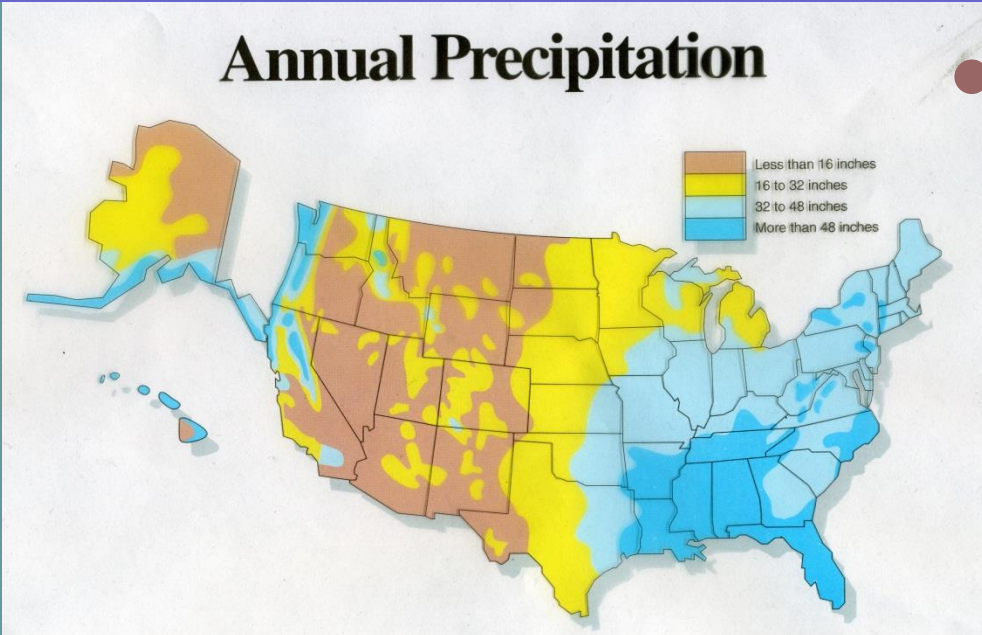 Annual Precipitation
Less than 16 inches
16 to 32 inches
32 to 48 inches
More than 48 inches